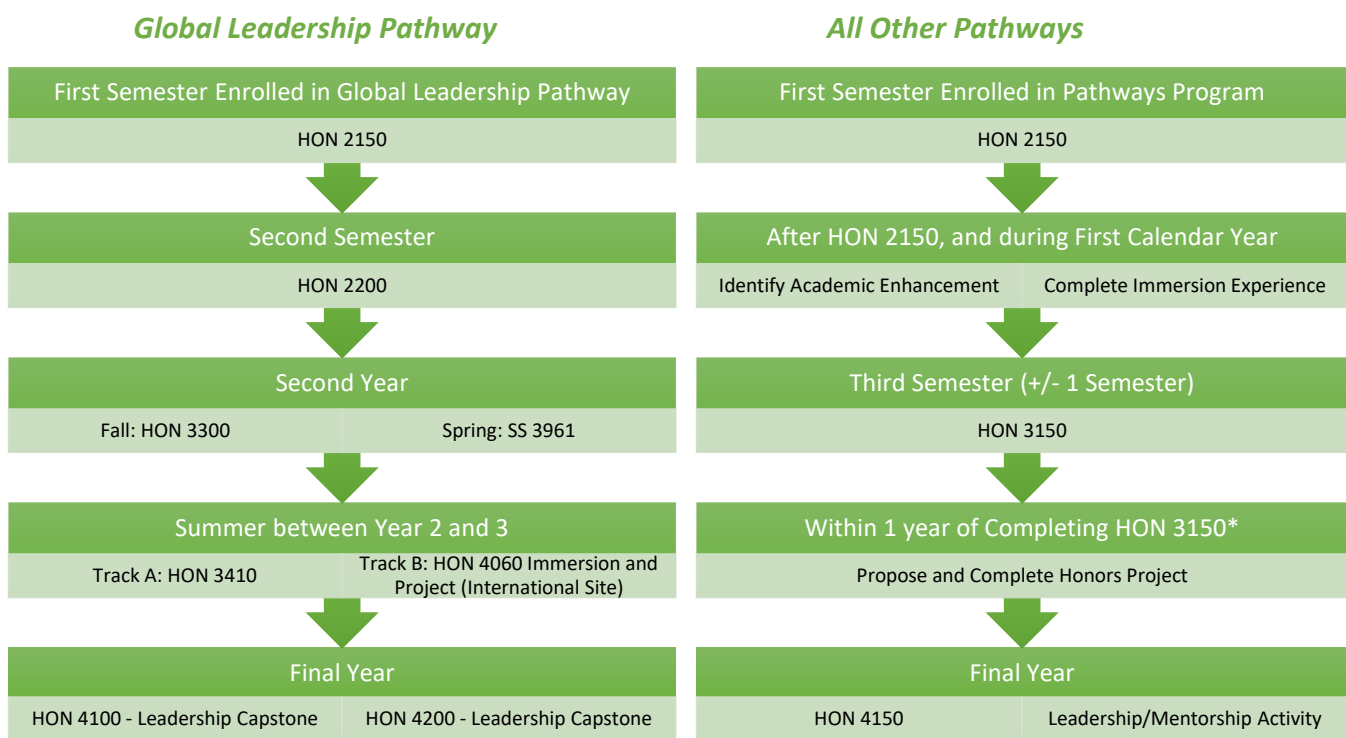 Global Leadership Pathway
First Semester Enrolled in Global Leadership Pathway
HON 2150
Second Semester
HON 2200
Second Year
Fall: HON 3300
Spring: SS 3961
Summer between Year 2 and 3
Track A: HON 3410
Track B: HON 4060 Immersion and
Project (International Site)
Final Year
HON 4100 - Leadership Capstone
HON 4200 - Leadership Capstone
All Other Pathways
First Semester Enrolled in Pathways Program
HON 2150
After HON 2150, and during First Calendar Year
Identify Academic Enhancement
Complete Immersion Experience
Third Semester (+/- 1 Semester)
HON 3150
Within 1 year of Completing HON 3150*
Propose and Complete Honors Project
Final Year
HON 4150
Leadership/Mentorship Activity